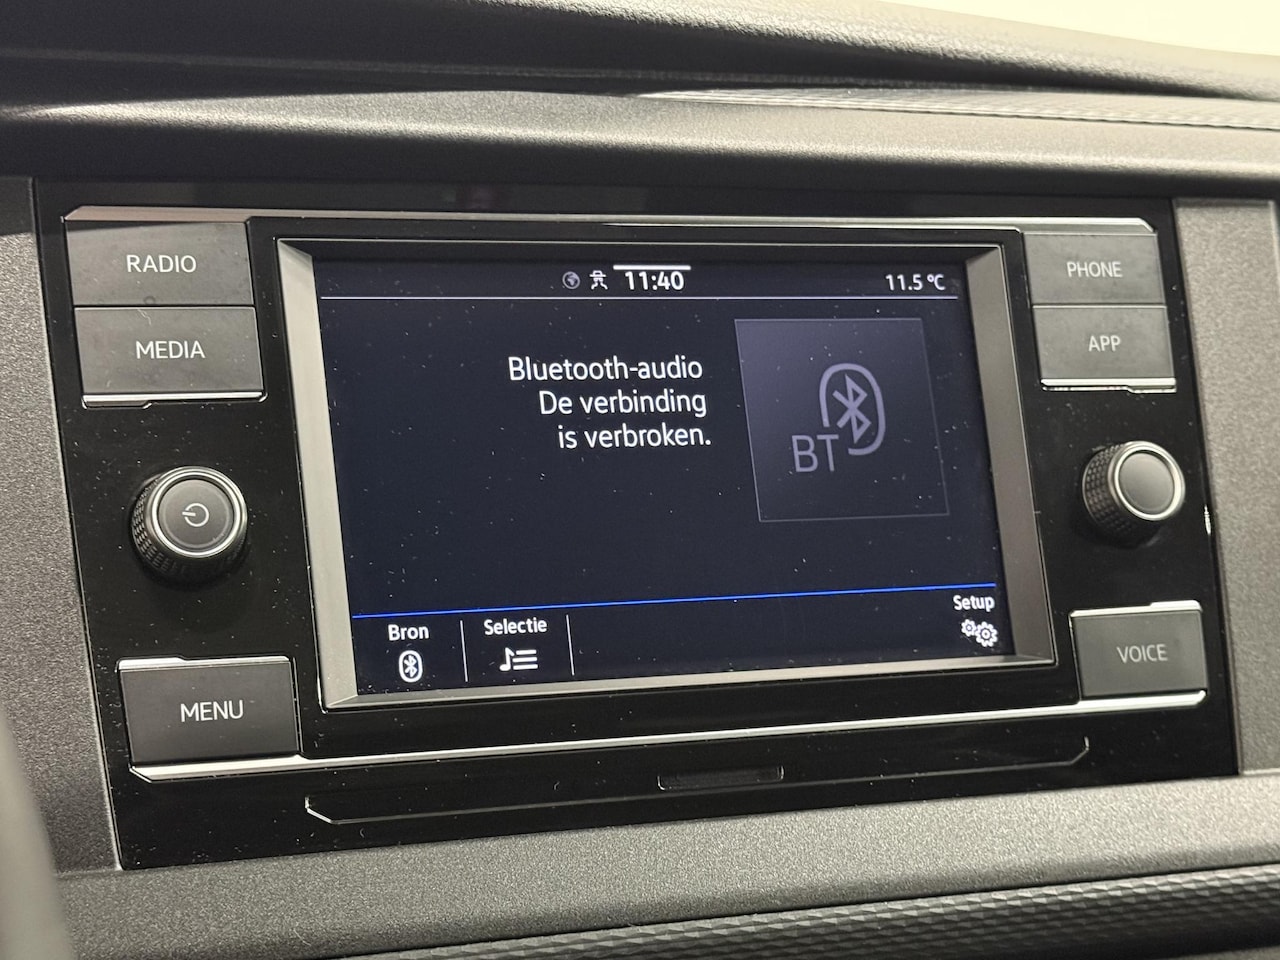 RADIO
MEDIA
MENU
11:40
11.5 °C
Bluetooth-audio
De verbinding
is verbroken.
BT
Bron
Selectie
Setup
PHONE
APP
VOICE